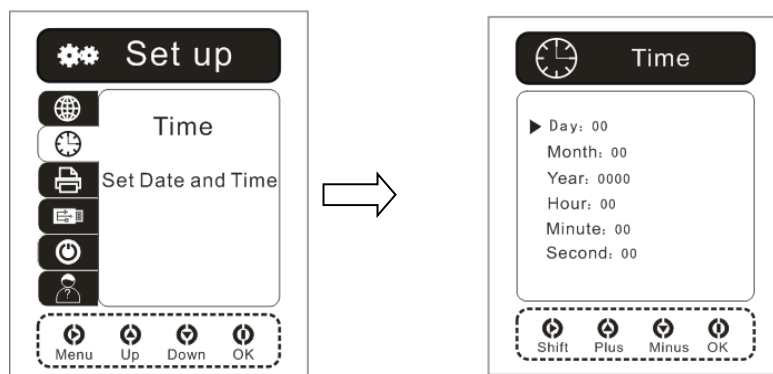 Set up
Time
Set Date and Time
Menu Up Down OK
Time
Day: 00
Month: 00
Year: 0000
Hour: 00
Minute: 00
Second: 00
Shift Plus Minus OK